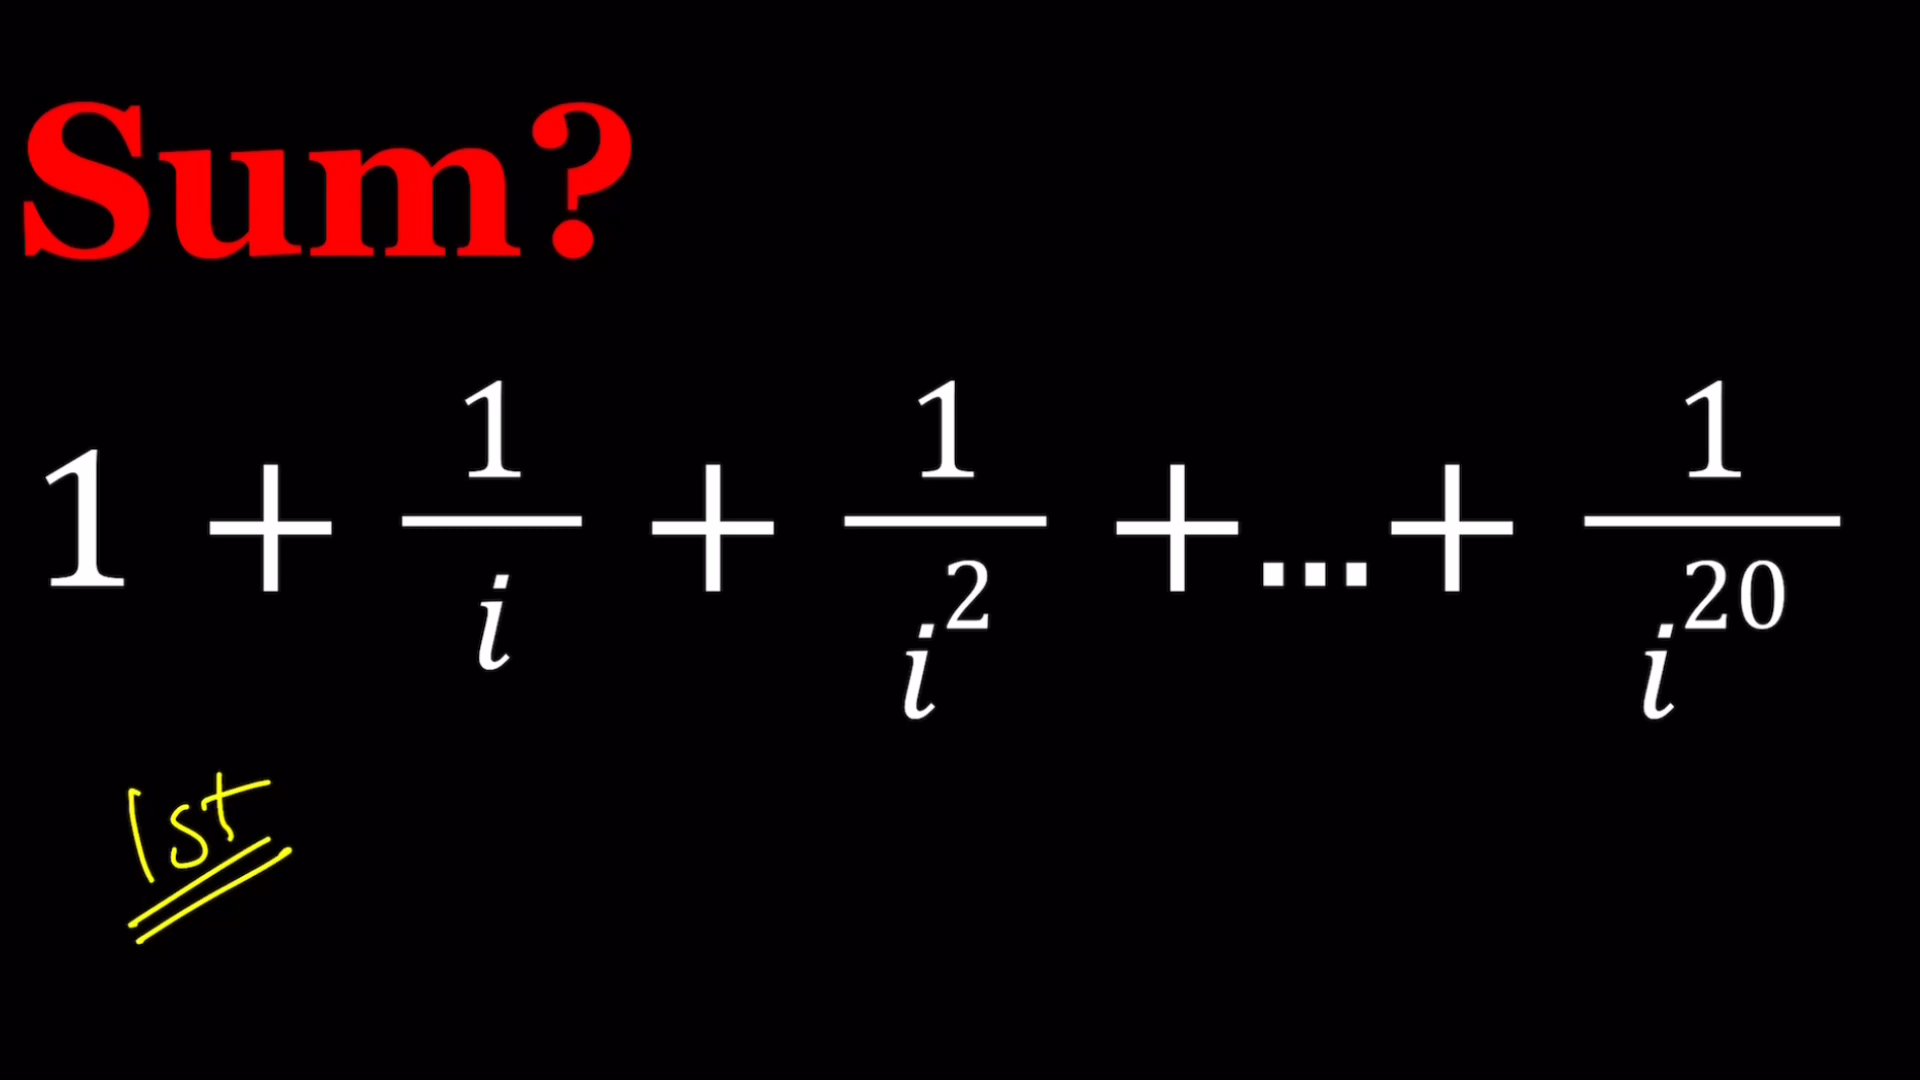 Sum?
1 + 1/i + 1/i^2 +...+ 1/i^20
1st